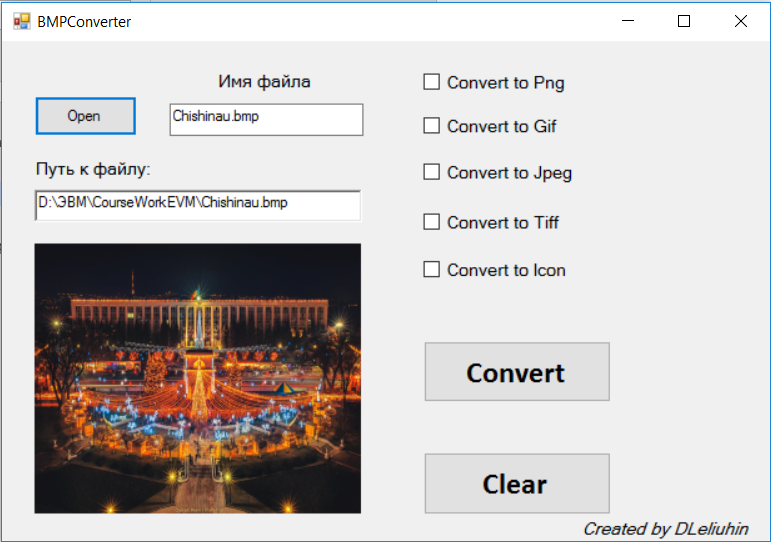 BMPConverter
Имя файла
Open
Chishinau.bmp
Путь к файлу:
D:\ЭВМ\CourseWorkEVM\Chishinau.bmp
Convert to Png
Convert to Gif
Convert to Jpeg
Convert to Tiff
Convert to Icon
Convert
Clear
Created by DLeliuhin